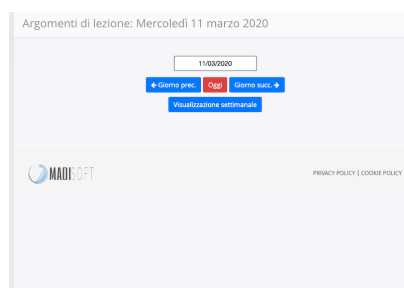 Argomenti di lezione: Mercoledì 11 marzo 2020
11/03/2020
← Giorno prec. Oggi Giorno succ. →
Visualizzazione settimanale
MADISOFT PRIVACY POLICY | COOKIE POLICY